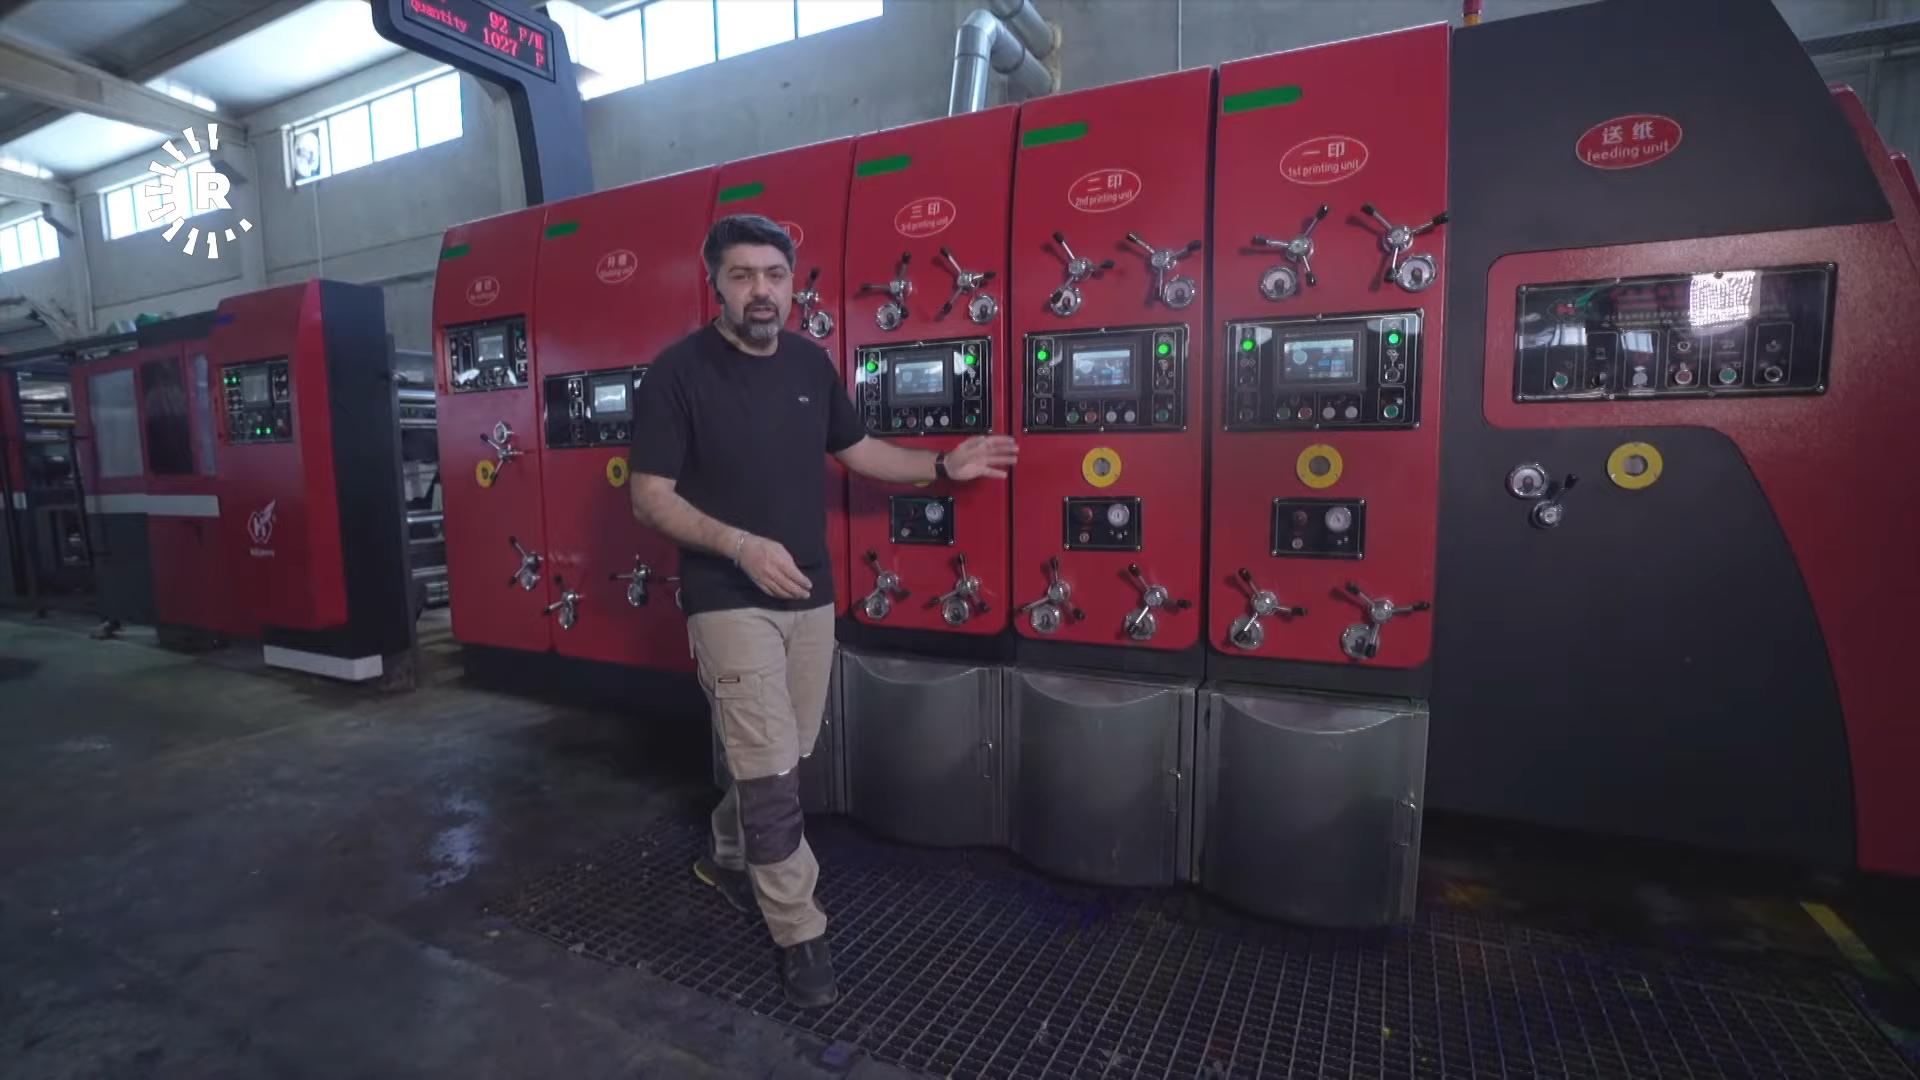 92 P/M
Quantity 1027 P
R
送纸
feeding unit
一印
1st printing unit
二印
2nd printing unit
三印
3rd printing unit